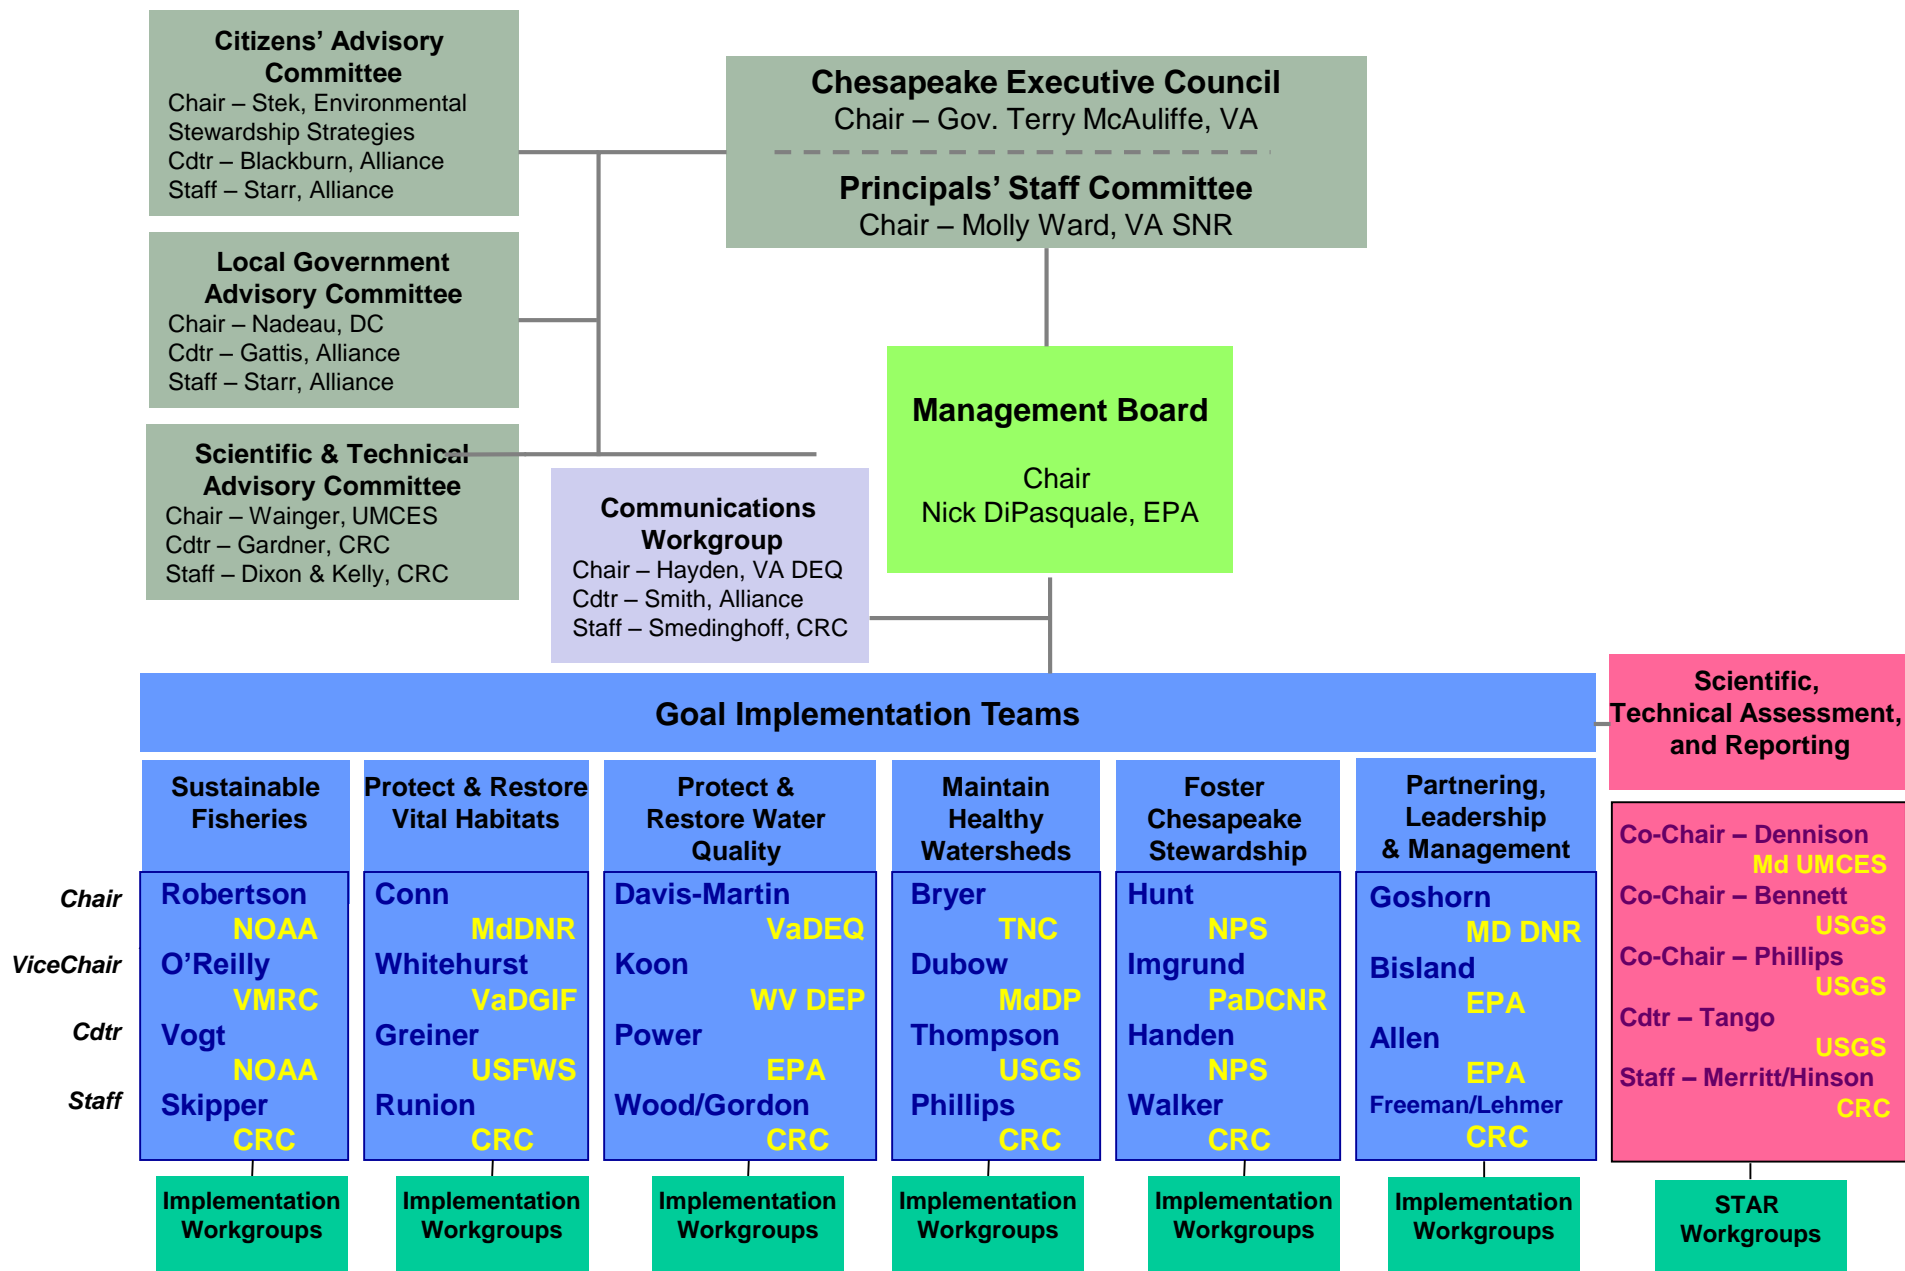 Citizens’ Advisory
Committee
Chair – Stek, Environmental
Stewardship Strategies
Cdtr – Blackburn, Alliance
Staff – Starr, Alliance
Chesapeake Executive Council
Chair – Gov. Terry McAuliffe, VA
Principals’ Staff Committee
Chair – Molly Ward, VA SNR
Local Government
Advisory Committee
Chair – Nadeau, DC
Cdtr – Gattis, Alliance
Staff – Starr, Alliance
Scientific & Technical
Advisory Committee
Chair – Wainger, UMCES
Cdtr – Gardner, CRC
Staff – Dixon & Kelly, CRC
Management Board
Chair
Nick DiPasquale, EPA
Communications
Workgroup
Chair – Hayden, VA DEQ
Cdtr – Smith, Alliance
Staff – Smedinghoff, CRC
Goal Implementation Teams
Scientific,
Technical Assessment,
and Reporting
Sustainable
Fisheries
Protect & Restore
Vital Habitats
Protect &
Restore Water
Quality
Maintain
Healthy
Watersheds
Foster
Chesapeake
Stewardship
Partnering,
Leadership
& Management
Chair
ViceChair
Cdtr
Staff
Robertson
NOAA
O’Reilly
VMRC
Vogt
NOAA
Skipper
CRC
Conn
MdDNR
Whitehurst
VaDGIF
Greiner
USFWS
Runion
CRC
Davis-Martin
VaDEQ
Koon
WV DEP
Power
EPA
Wood/Gordon
CRC
Bryer
TNC
Dubow
MdDP
Thompson
USGS
Phillips
CRC
Hunt
NPS
Imgrund
PaDCNR
Handen
NPS
Walker
CRC
Goshorn
MD DNR
Bisland
EPA
Allen
EPA
Freeman/Lehmer
CRC
Co-Chair – Dennison
Md UMCES
Co-Chair – Bennett
USGS
Co-Chair – Phillips
USGS
Cdtr – Tango
USGS
Staff – Merritt/Hinson
CRC
Implementation
Workgroups
Implementation
Workgroups
Implementation
Workgroups
Implementation
Workgroups
Implementation
Workgroups
Implementation
Workgroups
STAR
Workgroups